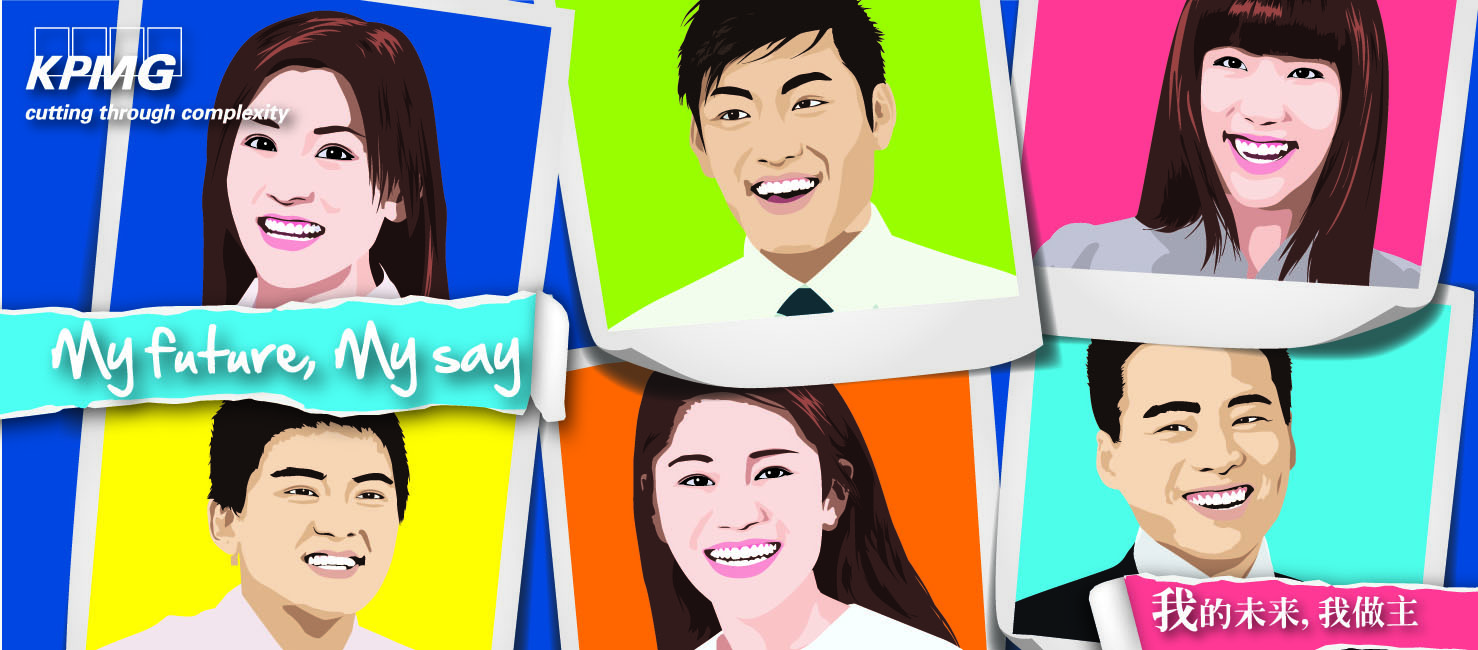 KPMG
cutting through complexity
My future, My say
我的未来, 我做主